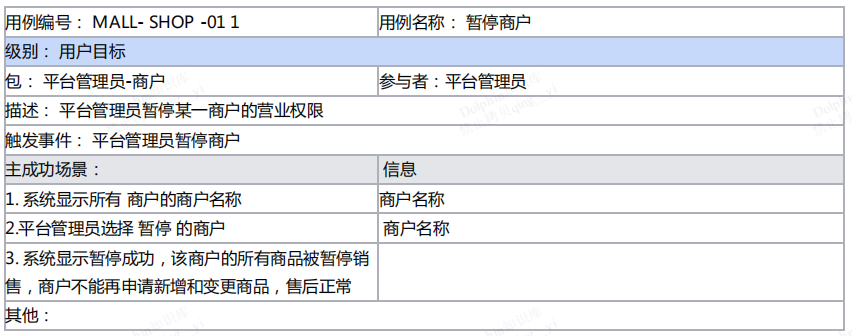 用例编号： MALL- SHOP -01 1 用例名称： 暂停商户
级别： 用户目标
包： 平台管理员-商户 参与者：平台管理员
描述： 平台管理员暂停某一商户的营业权限
触发事件： 平台管理员暂停商户
主成功场景： 信息
1. 系统显示所有 商户的商户名称 商户名称
2.平台管理员选择 暂停 的商户 商户名称
3. 系统显示暂停成功，该商户的所有商品被暂停销
售，商户不能再申请新增和变更商品，售后正常
其他：